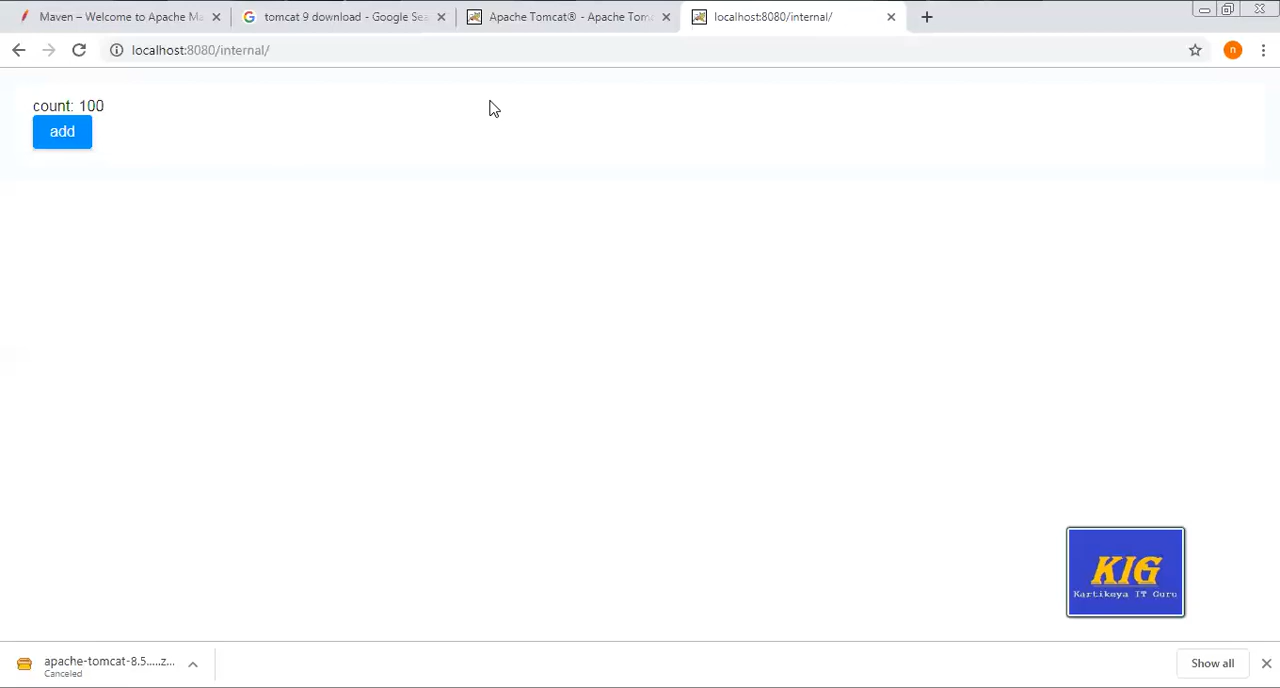 Maven – Welcome to Apache Ma
tomcat 9 download - Google Sea
Apache Tomcat® - Apache Tom
localhost:8080/internal/
localhost:8080/internal/
n
count: 100
add
KIG
Kartikeya IT Guru
apache-tomcat-8.5.....z...
Canceled
Show all